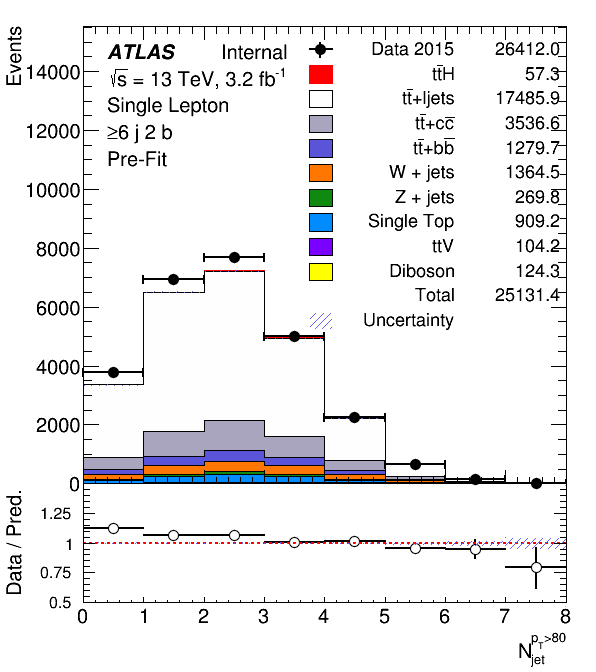 ATLAS Internal
√s = 13 TeV, 3.2 fb⁻¹
Single Lepton
≥6 j 2 b
Pre-Fit
Data 2015 26412.0
tt̄H 57.3
tt̄+ljets 17485.9
tt̄+cc̄ 3536.6
tt̄+bb̄ 1279.7
W + jets 1364.5
Z + jets 269.8
Single Top 909.2
ttV 104.2
Diboson 124.3
Total 25131.4
Uncertainty
Events
14000
12000
10000
8000
6000
4000
2000
0
Data / Pred.
1.25
1
0.75
0.5
0 1 2 3 4 5 6 7 8
N_jet^{p_T>80}